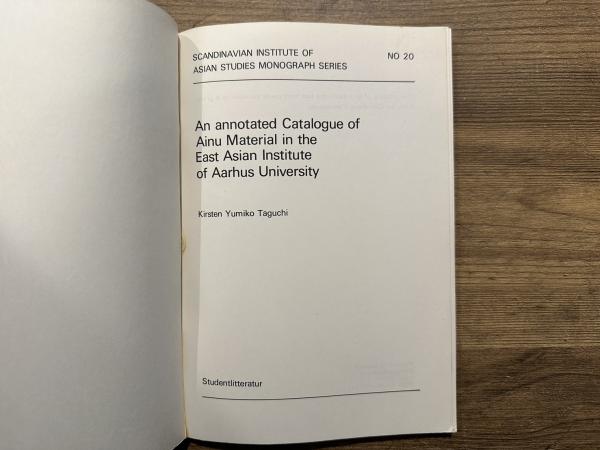 SCANDINAVIAN INSTITUTE OF
ASIAN STUDIES MONOGRAPH SERIES
NO 20
An annotated Catalogue of
Ainu Material in the
East Asian Institute
of Aarhus University
Kirsten Yumiko Taguchi
Studentlitteratur